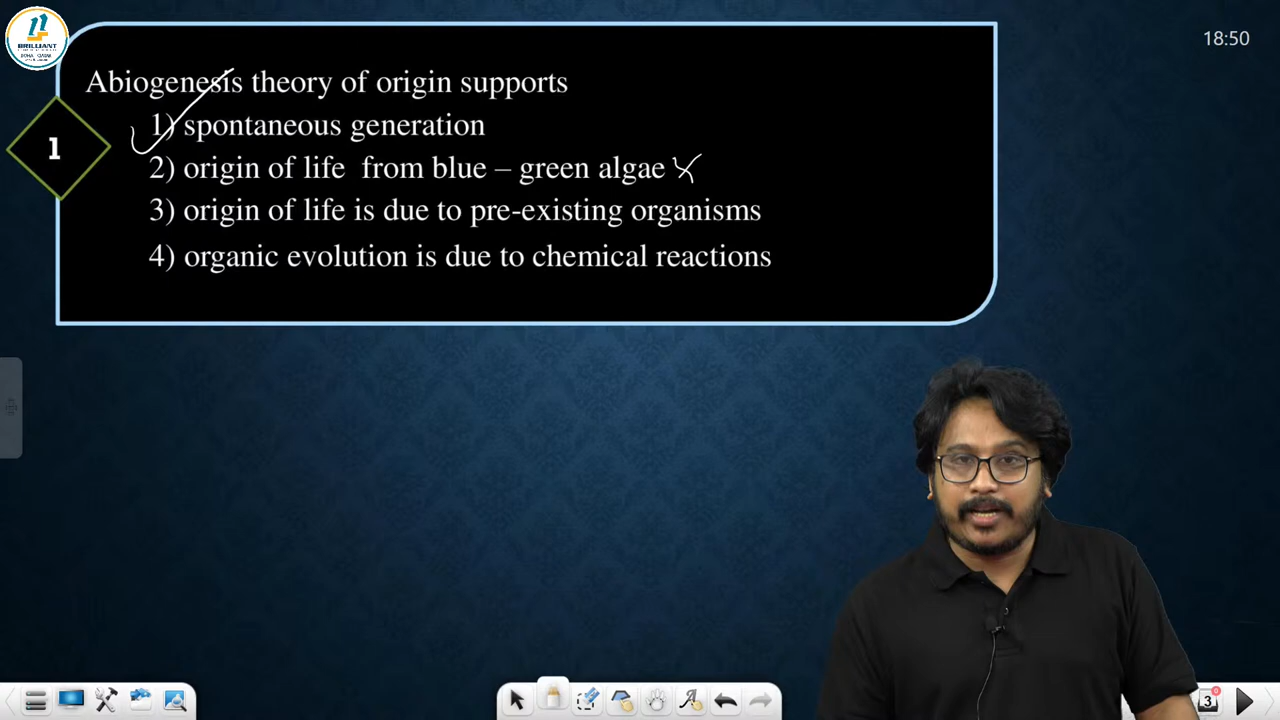 BRILLIANT
18:50
Abiogenesis theory of origin supports
1
1) spontaneous generation
2) origin of life from blue – green algae
3) origin of life is due to pre-existing organisms
4) organic evolution is due to chemical reactions
3